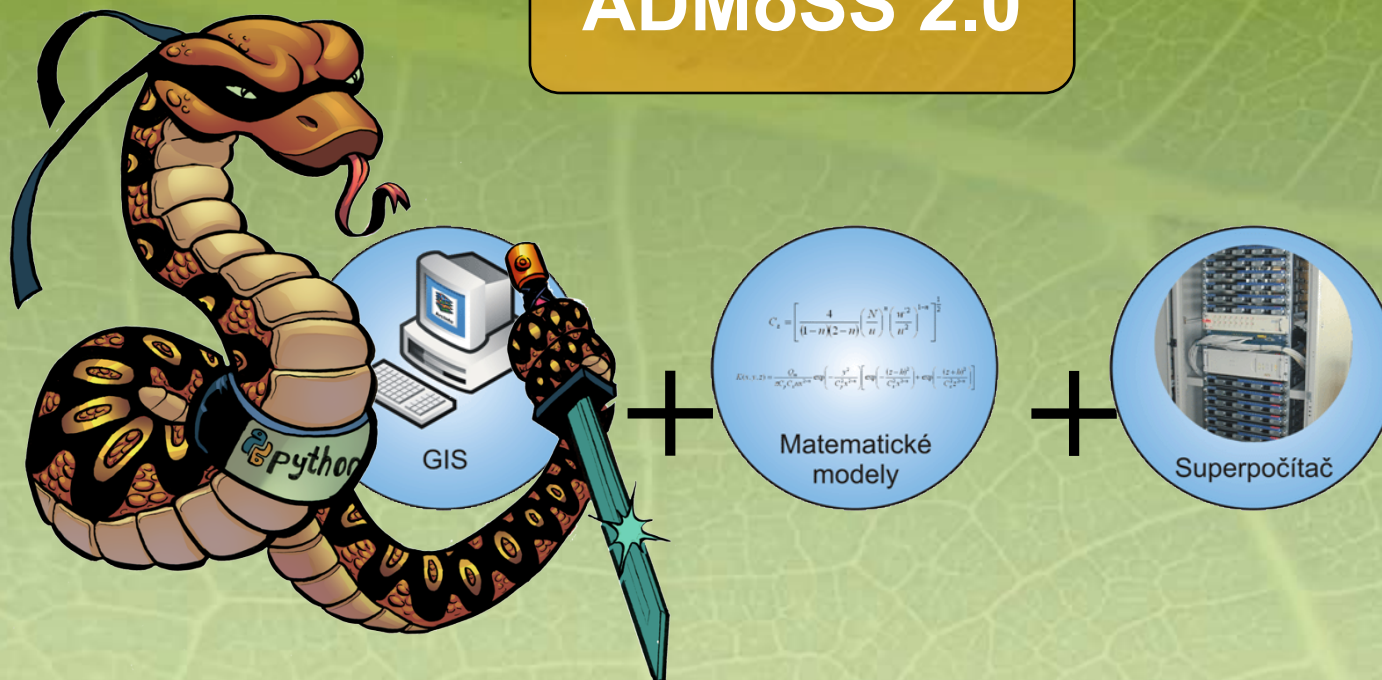 ADMoSS 2.0
python
GIS
Matematické
modely
Superpočítač